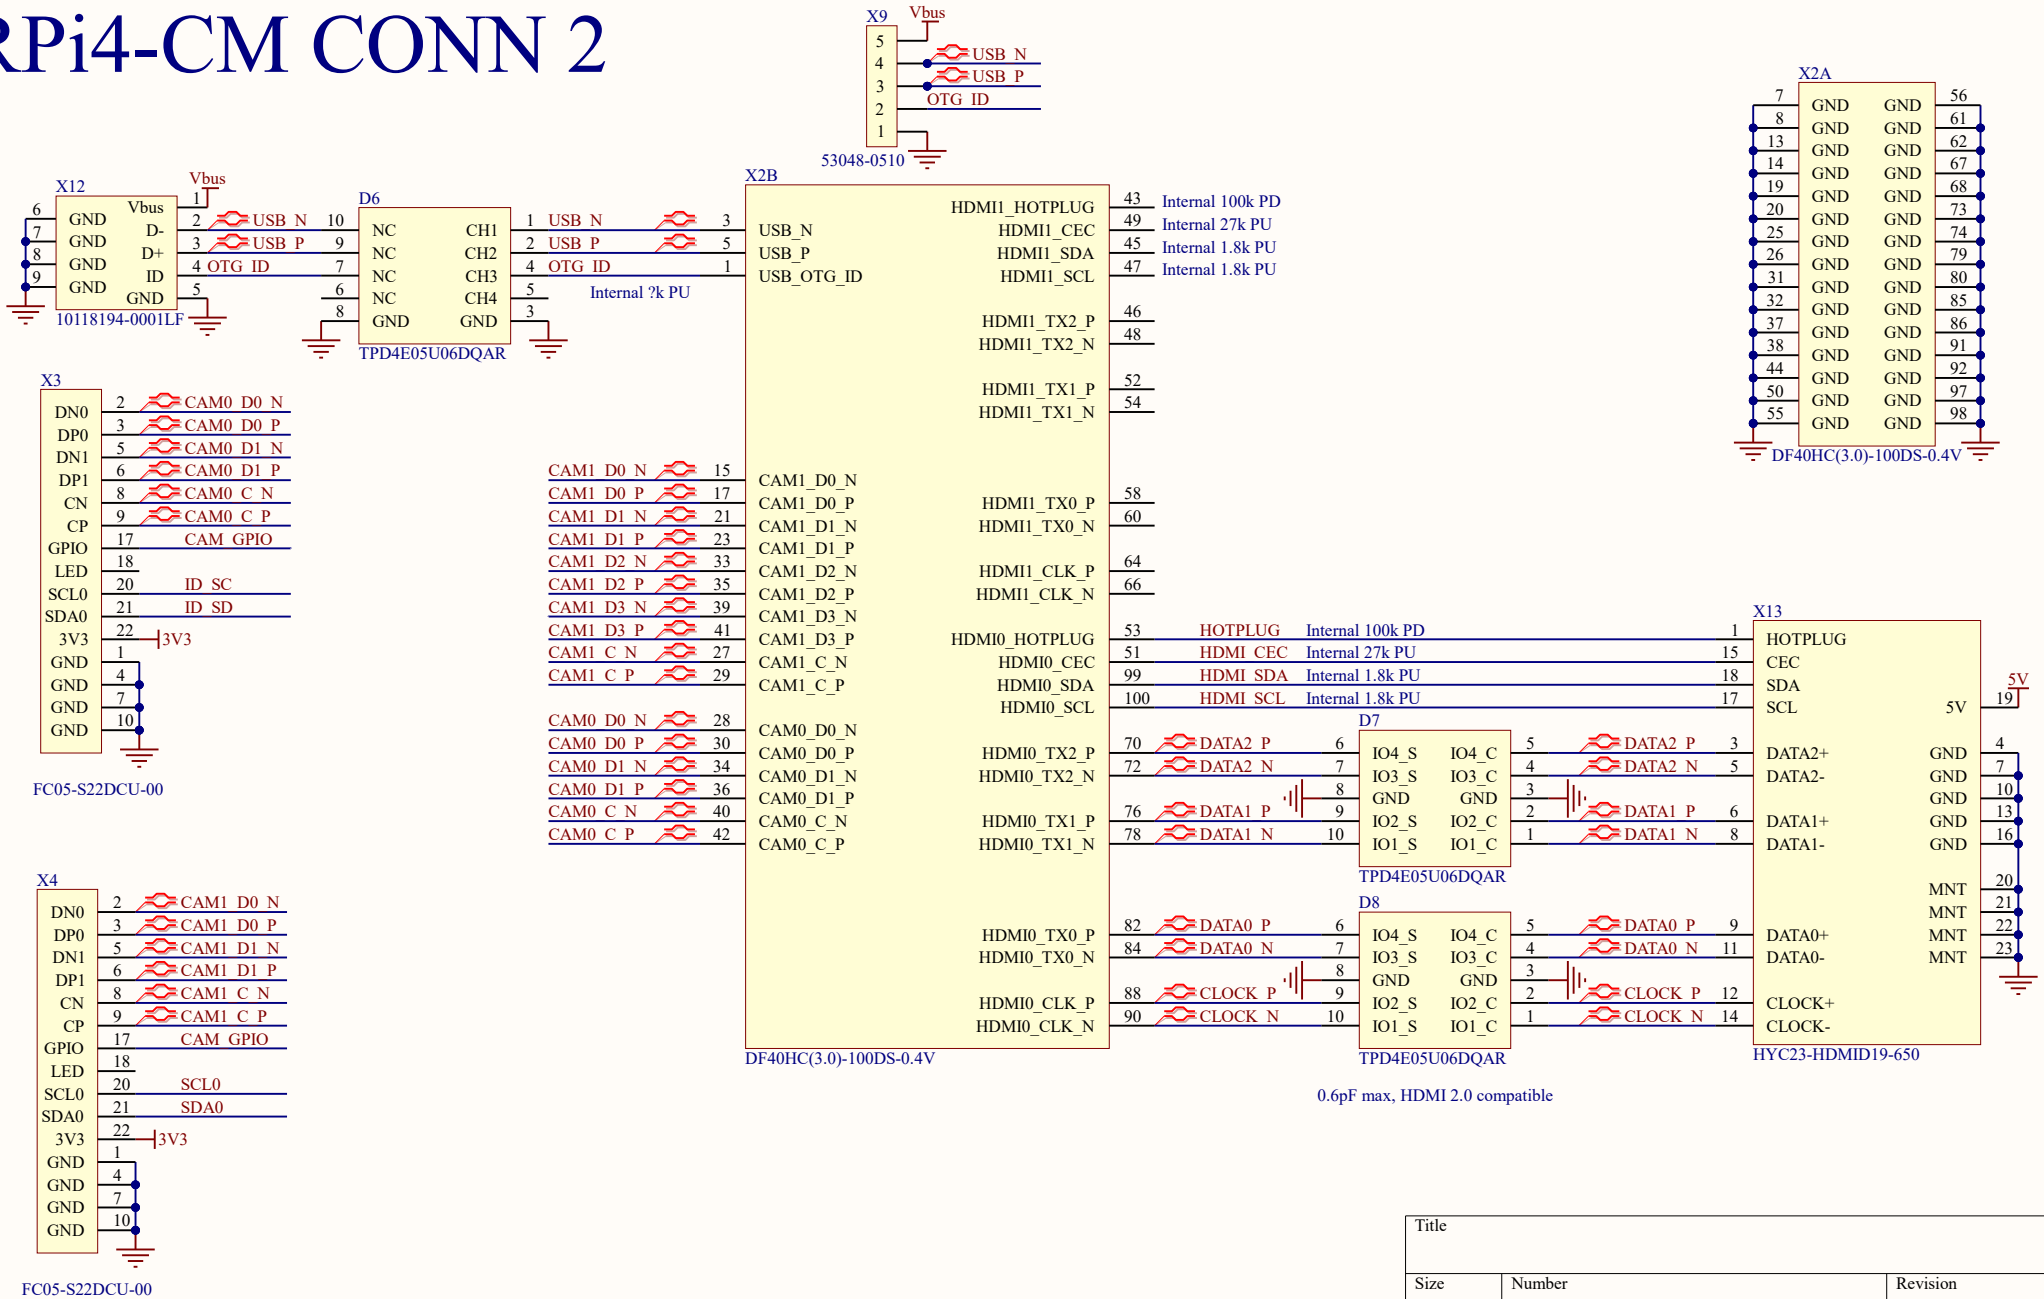 RPi4-CM CONN 2
X9
Vbus
5
4 USB_N
3 USB_P
2 OTG_ID
1
53048-0510
X2A
7 GND GND 56
8 GND GND 61
13 GND GND 62
14 GND GND 67
19 GND GND 68
20 GND GND 73
25 GND GND 74
26 GND GND 79
31 GND GND 80
32 GND GND 85
37 GND GND 86
38 GND GND 91
44 GND GND 92
50 GND GND 97
55 GND GND 98
DF40HC(3.0)-100DS-0.4V
X12
Vbus
Vbus 1
6 GND D- 2 USB_N
7 GND D+ 3 USB_P
8 GND ID 4 OTG_ID
9 GND GND 5
10118194-0001LF
D6
10 NC CH1 1 USB_N
9 NC CH2 2 USB_P
7 NC CH3 4 OTG_ID
6 NC CH4 5
8 GND GND 3
Internal ?k PU
TPD4E05U06DQAR
X3
DN0 2 CAM0_D0_N
DP0 3 CAM0_D0_P
DN1 5 CAM0_D1_N
DP1 6 CAM0_D1_P
CN 8 CAM0_C_N
CP 9 CAM0_C_P
GPIO 17 CAM_GPIO
LED 18
SCL0 20 ID_SC
SDA0 21 ID_SD
3V3 22 3V3
GND 1
GND 4
GND 7
GND 10
FC05-S22DCU-00
X4
DN0 2 CAM1_D0_N
DP0 3 CAM1_D0_P
DN1 5 CAM1_D1_N
DP1 6 CAM1_D1_P
CN 8 CAM1_C_N
CP 9 CAM1_C_P
GPIO 17 CAM_GPIO
LED 18
SCL0 20 SCL0
SDA0 21 SDA0
3V3 22 3V3
GND 1
GND 4
GND 7
GND 10
FC05-S22DCU-00
X2B
3 USB_N
5 USB_P
1 USB_OTG_ID
CAM1_D0_N 15 CAM1_D0_N
CAM1_D0_P 17 CAM1_D0_P
CAM1_D1_N 21 CAM1_D1_N
CAM1_D1_P 23 CAM1_D1_P
CAM1_D2_N 33 CAM1_D2_N
CAM1_D2_P 35 CAM1_D2_P
CAM1_D3_N 39 CAM1_D3_N
CAM1_D3_P 41 CAM1_D3_P
CAM1_C_N 27 CAM1_C_N
CAM1_C_P 29 CAM1_C_P
CAM0_D0_N 28 CAM0_D0_N
CAM0_D0_P 30 CAM0_D0_P
CAM0_D1_N 34 CAM0_D1_N
CAM0_D1_P 36 CAM0_D1_P
CAM0_C_N 40 CAM0_C_N
CAM0_C_P 42 CAM0_C_P
HDMI1_HOTPLUG 43 Internal 100k PD
HDMI1_CEC 49 Internal 27k PU
HDMI1_SDA 45 Internal 1.8k PU
HDMI1_SCL 47 Internal 1.8k PU
HDMI1_TX2_P 46
HDMI1_TX2_N 48
HDMI1_TX1_P 52
HDMI1_TX1_N 54
HDMI1_TX0_P 58
HDMI1_TX0_N 60
HDMI1_CLK_P 64
HDMI1_CLK_N 66
HDMI0_HOTPLUG 53 HOTPLUG Internal 100k PD
HDMI0_CEC 51 HDMI_CEC Internal 27k PU
HDMI0_SDA 99 HDMI_SDA Internal 1.8k PU
HDMI0_SCL 100 HDMI_SCL Internal 1.8k PU
HDMI0_TX2_P 70 DATA2_P
HDMI0_TX2_N 72 DATA2_N
HDMI0_TX1_P 76 DATA1_P
HDMI0_TX1_N 78 DATA1_N
HDMI0_TX0_P 82 DATA0_P
HDMI0_TX0_N 84 DATA0_N
HDMI0_CLK_P 88 CLOCK_P
HDMI0_CLK_N 90 CLOCK_N
DF40HC(3.0)-100DS-0.4V
D7
6 IO4_S IO4_C 5 DATA2_P
7 IO3_S IO3_C 4 DATA2_N
8 GND GND 3
9 IO2_S IO2_C 2 DATA1_P
10 IO1_S IO1_C 1 DATA1_N
TPD4E05U06DQAR
D8
6 IO4_S IO4_C 5 DATA0_P
7 IO3_S IO3_C 4 DATA0_N
8 GND GND 3
9 IO2_S IO2_C 2 CLOCK_P
10 IO1_S IO1_C 1 CLOCK_N
TPD4E05U06DQAR
0.6pF max, HDMI 2.0 compatible
X13
1 HOTPLUG
15 CEC
18 SDA
17 SCL
3 DATA2+
5 DATA2-
6 DATA1+
8 DATA1-
9 DATA0+
11 DATA0-
12 CLOCK+
14 CLOCK-
5V
5V 19
GND 4
GND 7
GND 10
GND 13
GND 16
MNT 20
MNT 21
MNT 22
MNT 23
HYC23-HDMID19-650
Title
Size Number Revision